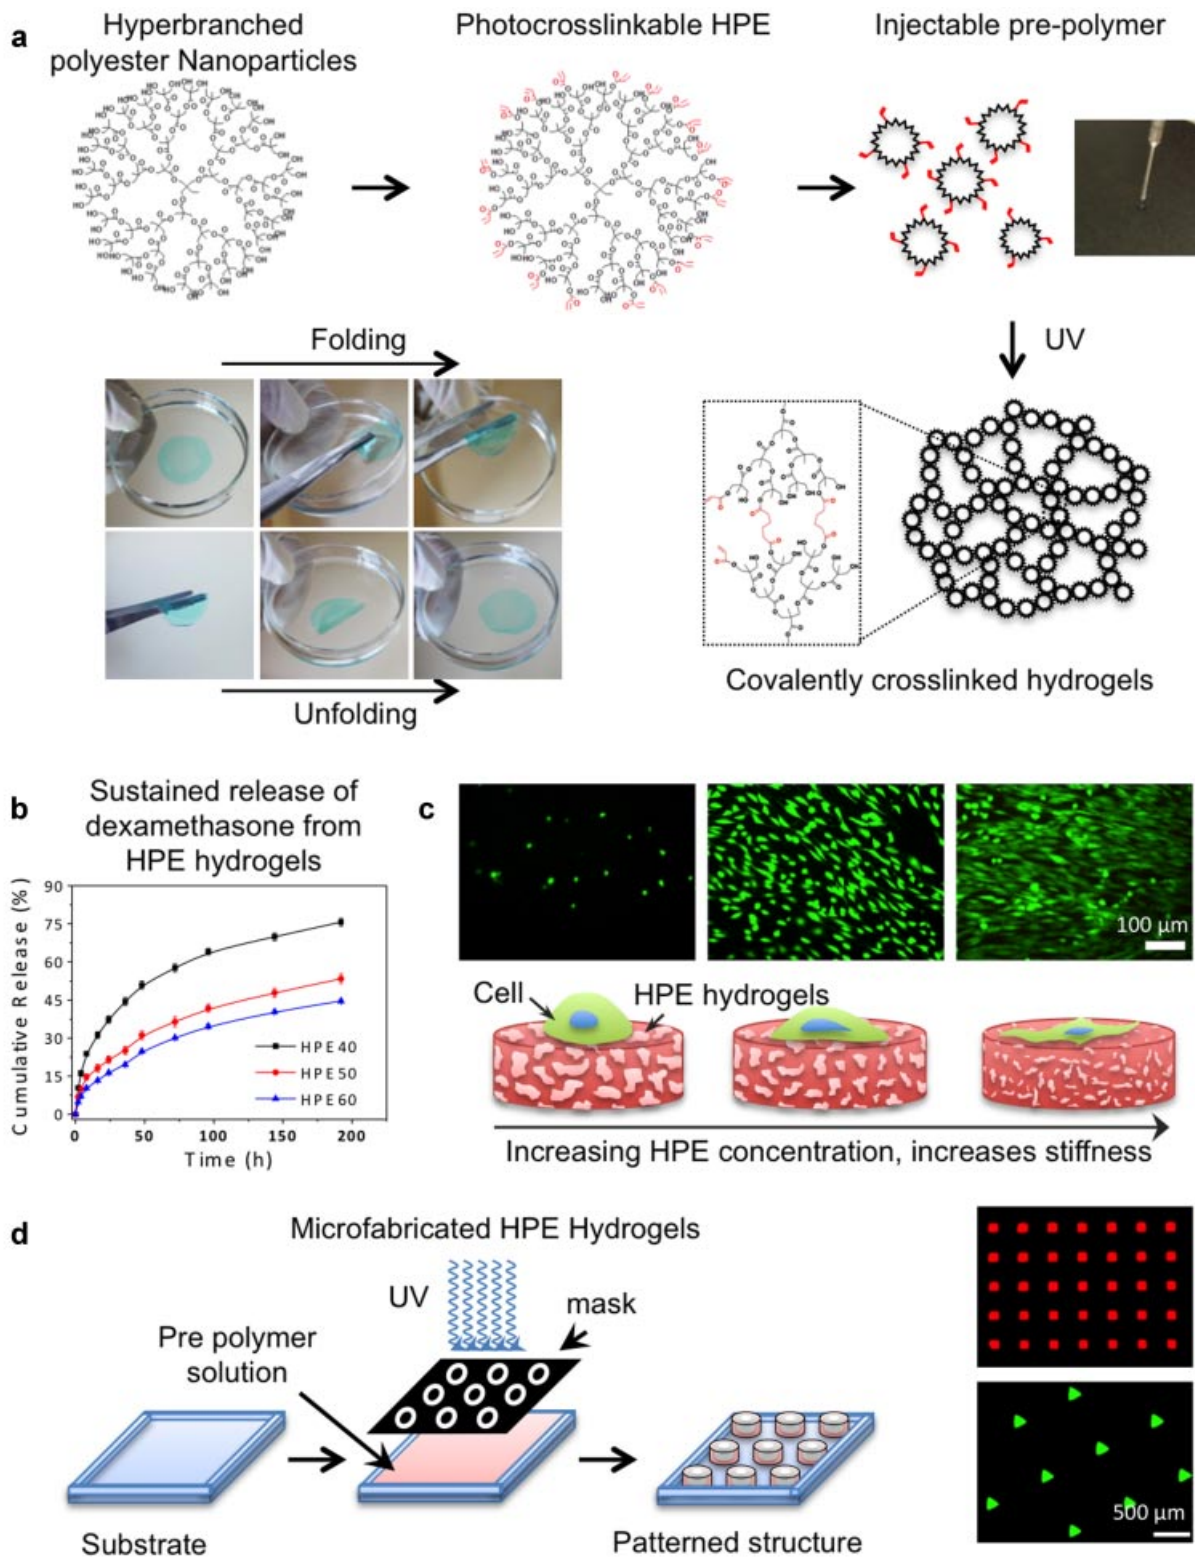 a
Hyperbranched
polyester Nanoparticles
Photocrosslinkable HPE
Injectable pre-polymer
UV
Folding
Unfolding
Covalently crosslinked hydrogels
b
Sustained release of
dexamethasone from
HPE hydrogels
Cumulative Release (%)
90
75
60
45
30
15
0
HPE40
HPE50
HPE60
0
50
100
150
200
Time (h)
c
100 µm
Cell
HPE hydrogels
Increasing HPE concentration, increases stiffness
d
Microfabricated HPE Hydrogels
UV
mask
Pre polymer
solution
Substrate
Patterned structure
500 µm